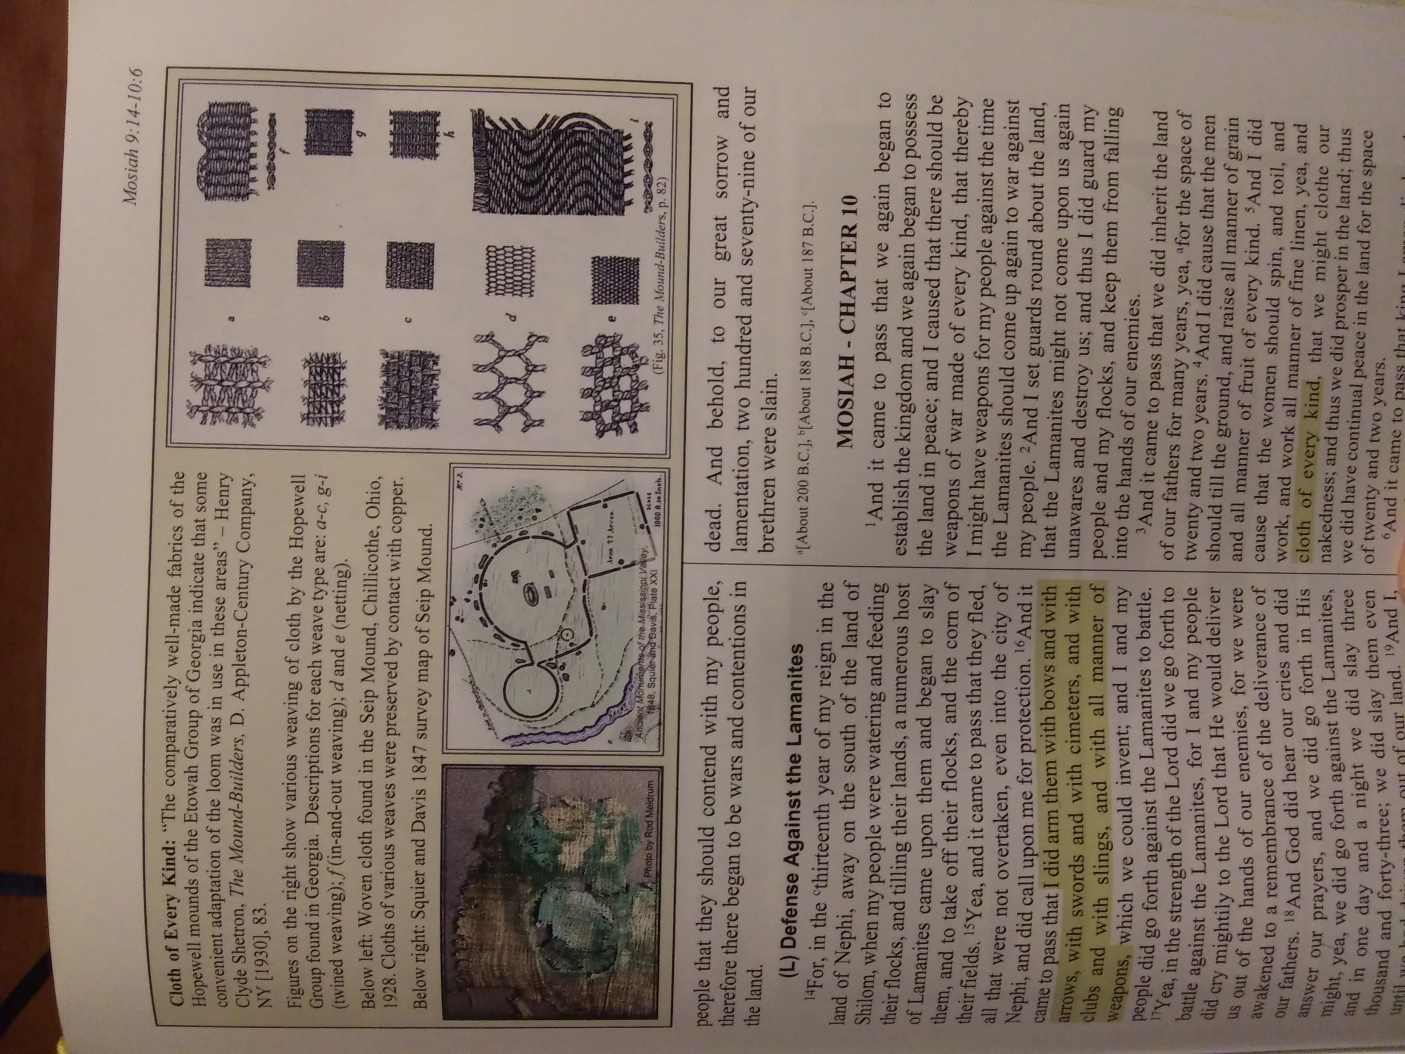 Mosiah 9:14-10:6
Cloth of Every Kind: “The comparatively well-made fabrics of the
Hopewell mounds of the Etowah Group of Georgia indicate that some
convenient adaptation of the loom was in use in these areas” – Henry
Clyde Shetron, The Mound-Builders, D. Appleton-Century Company,
NY [1930], 83.
Figures on the right show various weaving of cloth by the Hopewell
Group found in Georgia. Descriptions for each weave type are: a-c, g-i
(twined weaving); f (in-and-out weaving); d and e (netting).
Below left: Woven cloth found in the Seip Mound, Chillicothe, Ohio,
1928. Cloths of various weaves were preserved by contact with copper.
Below right: Squier and Davis 1847 survey map of Seip Mound.
a
b
c
d
e
f
g
h
i
(Fig. 35, The Mound-Builders, p. 82)
Photo by Rod Meldrum
Area 27 Acres.
Ancient Monuments of the Mississippi Valley,
1848, Squier and Davis, Plate XXI
people that they should contend with my people,
therefore there began to be wars and contentions in
the land.
(L) Defense Against the Lamanites
14For, in the cthirteenth year of my reign in the
land of Nephi, away on the south of the land of
Shilom, when my people were watering and feeding
their flocks, and tilling their lands, a numerous host
of Lamanites came upon them and began to slay
them, and to take off their flocks, and the corn of
their fields. 15Yea, and it came to pass that they fled,
all that were not overtaken, even into the city of
Nephi, and did call upon me for protection. 16And it
came to pass that I did arm them with bows and with
arrows, with swords and with cimeters, and with
clubs and with slings, and with all manner of
weapons, which we could invent; and I and my
people did go forth against the Lamanites to battle.
17Yea, in the strength of the Lord did we go forth to
battle against the Lamanites, for I and my people
did cry mightily to the Lord that He would deliver
us out of the hands of our enemies, for we were
awakened to a remembrance of the deliverance of
our fathers. 18And God did hear our cries and did
answer our prayers, and we did go forth in His
might, yea, we did go forth against the Lamanites,
and in one day and a night we did slay three
thousand and forty-three; we did slay them even
until we had driven them out of our land. 19And I,
dead. And behold, to our great sorrow and
lamentation, two hundred and seventy-nine of our
brethren were slain.
a[About 200 B.C.], b[About 188 B.C.], c[About 187 B.C.].
MOSIAH - CHAPTER 10
1And it came to pass that we again began to
establish the kingdom and we again began to possess
the land in peace; and I caused that there should be
weapons of war made of every kind, that thereby
I might have weapons for my people against the time
the Lamanites should come up again to war against
my people. 2And I set guards round about the land,
that the Lamanites might not come upon us again
unawares and destroy us; and thus I did guard my
people and my flocks, and keep them from falling
into the hands of our enemies.
3And it came to pass that we did inherit the land
of our fathers for many years, yea, afor the space of
twenty and two years. 4And I did cause that the men
should till the ground, and raise all manner of grain
and all manner of fruit of every kind. 5And I did
cause that the women should spin, and toil, and
work, and work all manner of fine linen, yea, and
cloth of every kind, that we might clothe our
nakedness; and thus we did prosper in the land; thus
we did have continual peace in the land for the space
of twenty and two years.
6And it came to pass that king